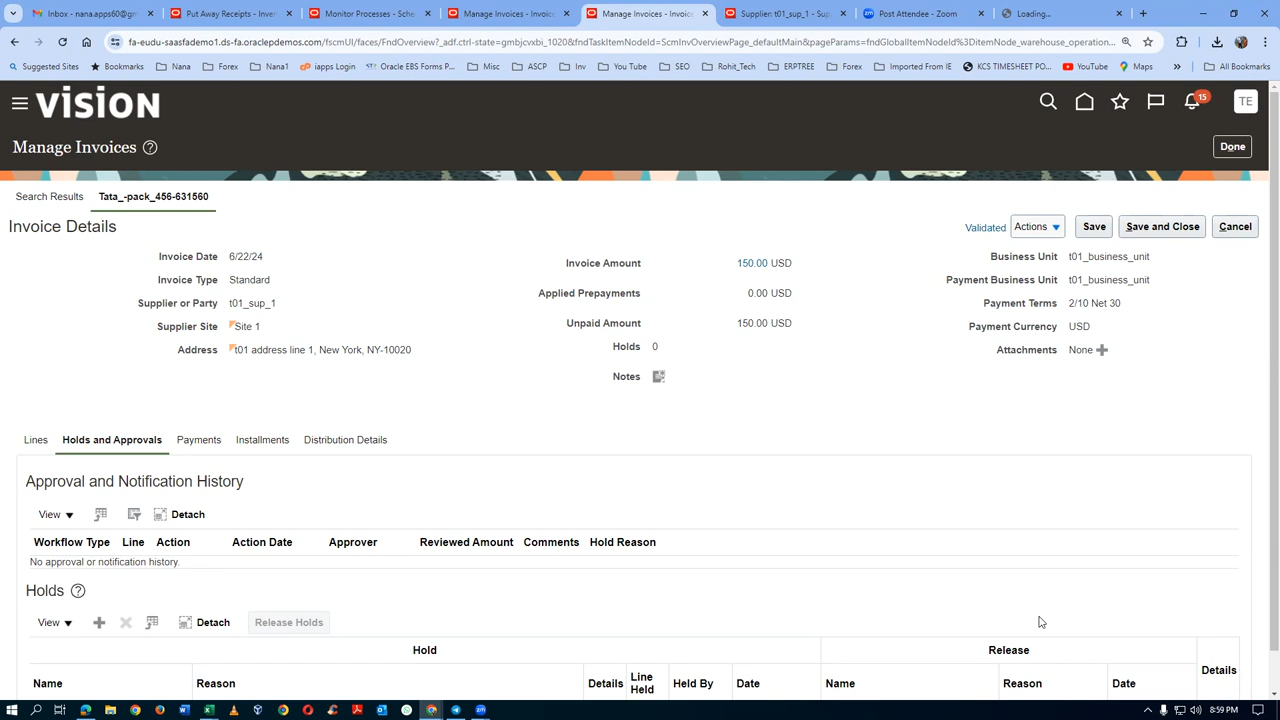 Inbox - nana.apps60@gm
Put Away Receipts - Inven
Monitor Processes - Sche
Manage Invoices - Invoic
Manage Invoices - Invoic
Supplier: t01_sup_1 - Sup
Post Attendee - Zoom
Loading...
fa-eudu-saasfademo1.ds-fa.oraclepdemos.com/fscmUI/faces/FndOverview?_adf.ctrl-state=gmbjcvxbi_1020&fndTaskItemNodeId=ScmInvOverviewPage_defaultMain&pageParams=fndGlobalItemNodeId%3DitemNode_warehouse_operation...
Suggested Sites
Bookmarks
Nana
Forex
Nana1
iapps Login
Oracle EBS Forms P...
Misc
ASCP
Inv
You Tube
SEO
Rohit_Tech
ERPTREE
Forex
Imported From IE
KCS TIMESHEET PO...
YouTube
Maps
»
All Bookmarks
VISION
15
TE
Manage Invoices
Done
Search Results
Tata_-pack_456-631560
Invoice Details
Validated
Actions
Save
Save and Close
Cancel
Invoice Date 6/22/24
Invoice Type Standard
Supplier or Party t01_sup_1
Supplier Site Site 1
Address t01 address line 1, New York, NY-10020
Invoice Amount 150.00 USD
Applied Prepayments 0.00 USD
Unpaid Amount 150.00 USD
Holds 0
Notes
Business Unit t01_business_unit
Payment Business Unit t01_business_unit
Payment Terms 2/10 Net 30
Payment Currency USD
Attachments None
Lines
Holds and Approvals
Payments
Installments
Distribution Details
Approval and Notification History
View
Detach
Workflow Type Line Action Action Date Approver Reviewed Amount Comments Hold Reason
No approval or notification history.
Holds
View
Detach
Release Holds
Hold
Release
Details
Name Reason Details Line Held Held By Date Name Reason Date
8:59 PM